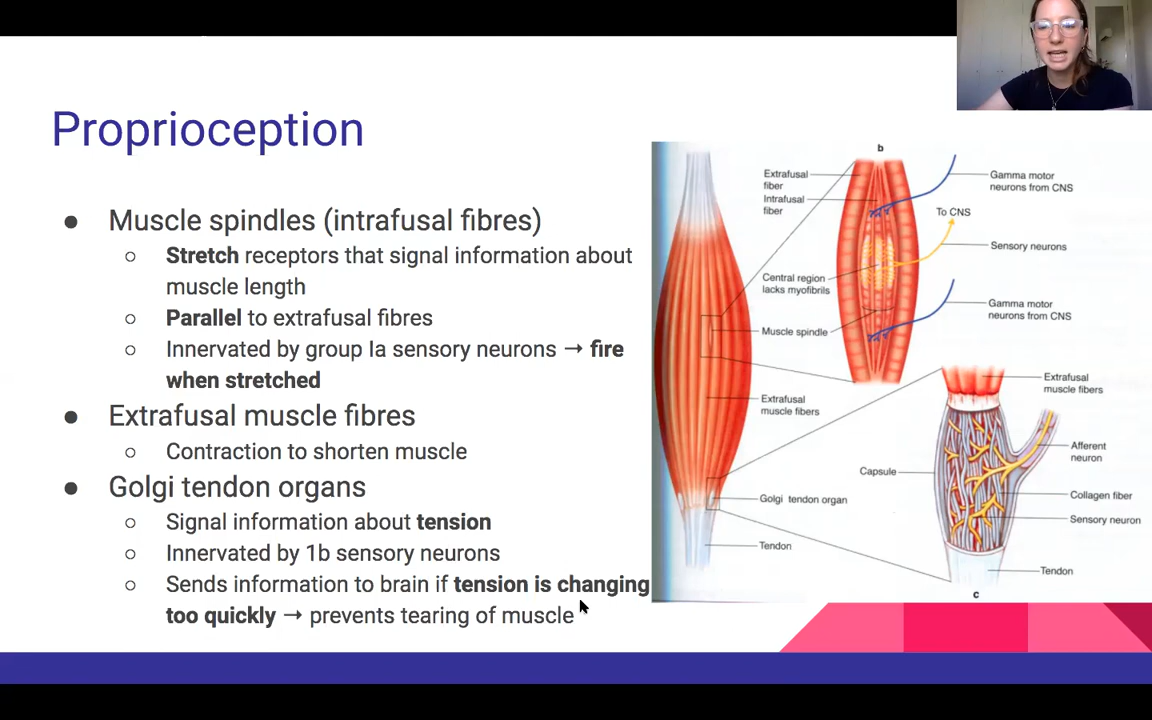 Proprioception
● Muscle spindles (intrafusal fibres)
○ Stretch receptors that signal information about
muscle length
○ Parallel to extrafusal fibres
○ Innervated by group Ia sensory neurons → fire
when stretched
● Extrafusal muscle fibres
○ Contraction to shorten muscle
● Golgi tendon organs
○ Signal information about tension
○ Innervated by 1b sensory neurons
○ Sends information to brain if tension is changing
too quickly → prevents tearing of muscle
b
Extrafusal
fiber
Intrafusal
fiber
Gamma motor
neurons from CNS
To CNS
Sensory neurons
Central region
lacks myofibrils
Gamma motor
neurons from CNS
Muscle spindle
Extrafusal
muscle fibers
Golgi tendon organ
Tendon
Extrafusal
muscle fibers
Afferent
neuron
Capsule
Collagen fiber
Sensory neuron
Tendon
c